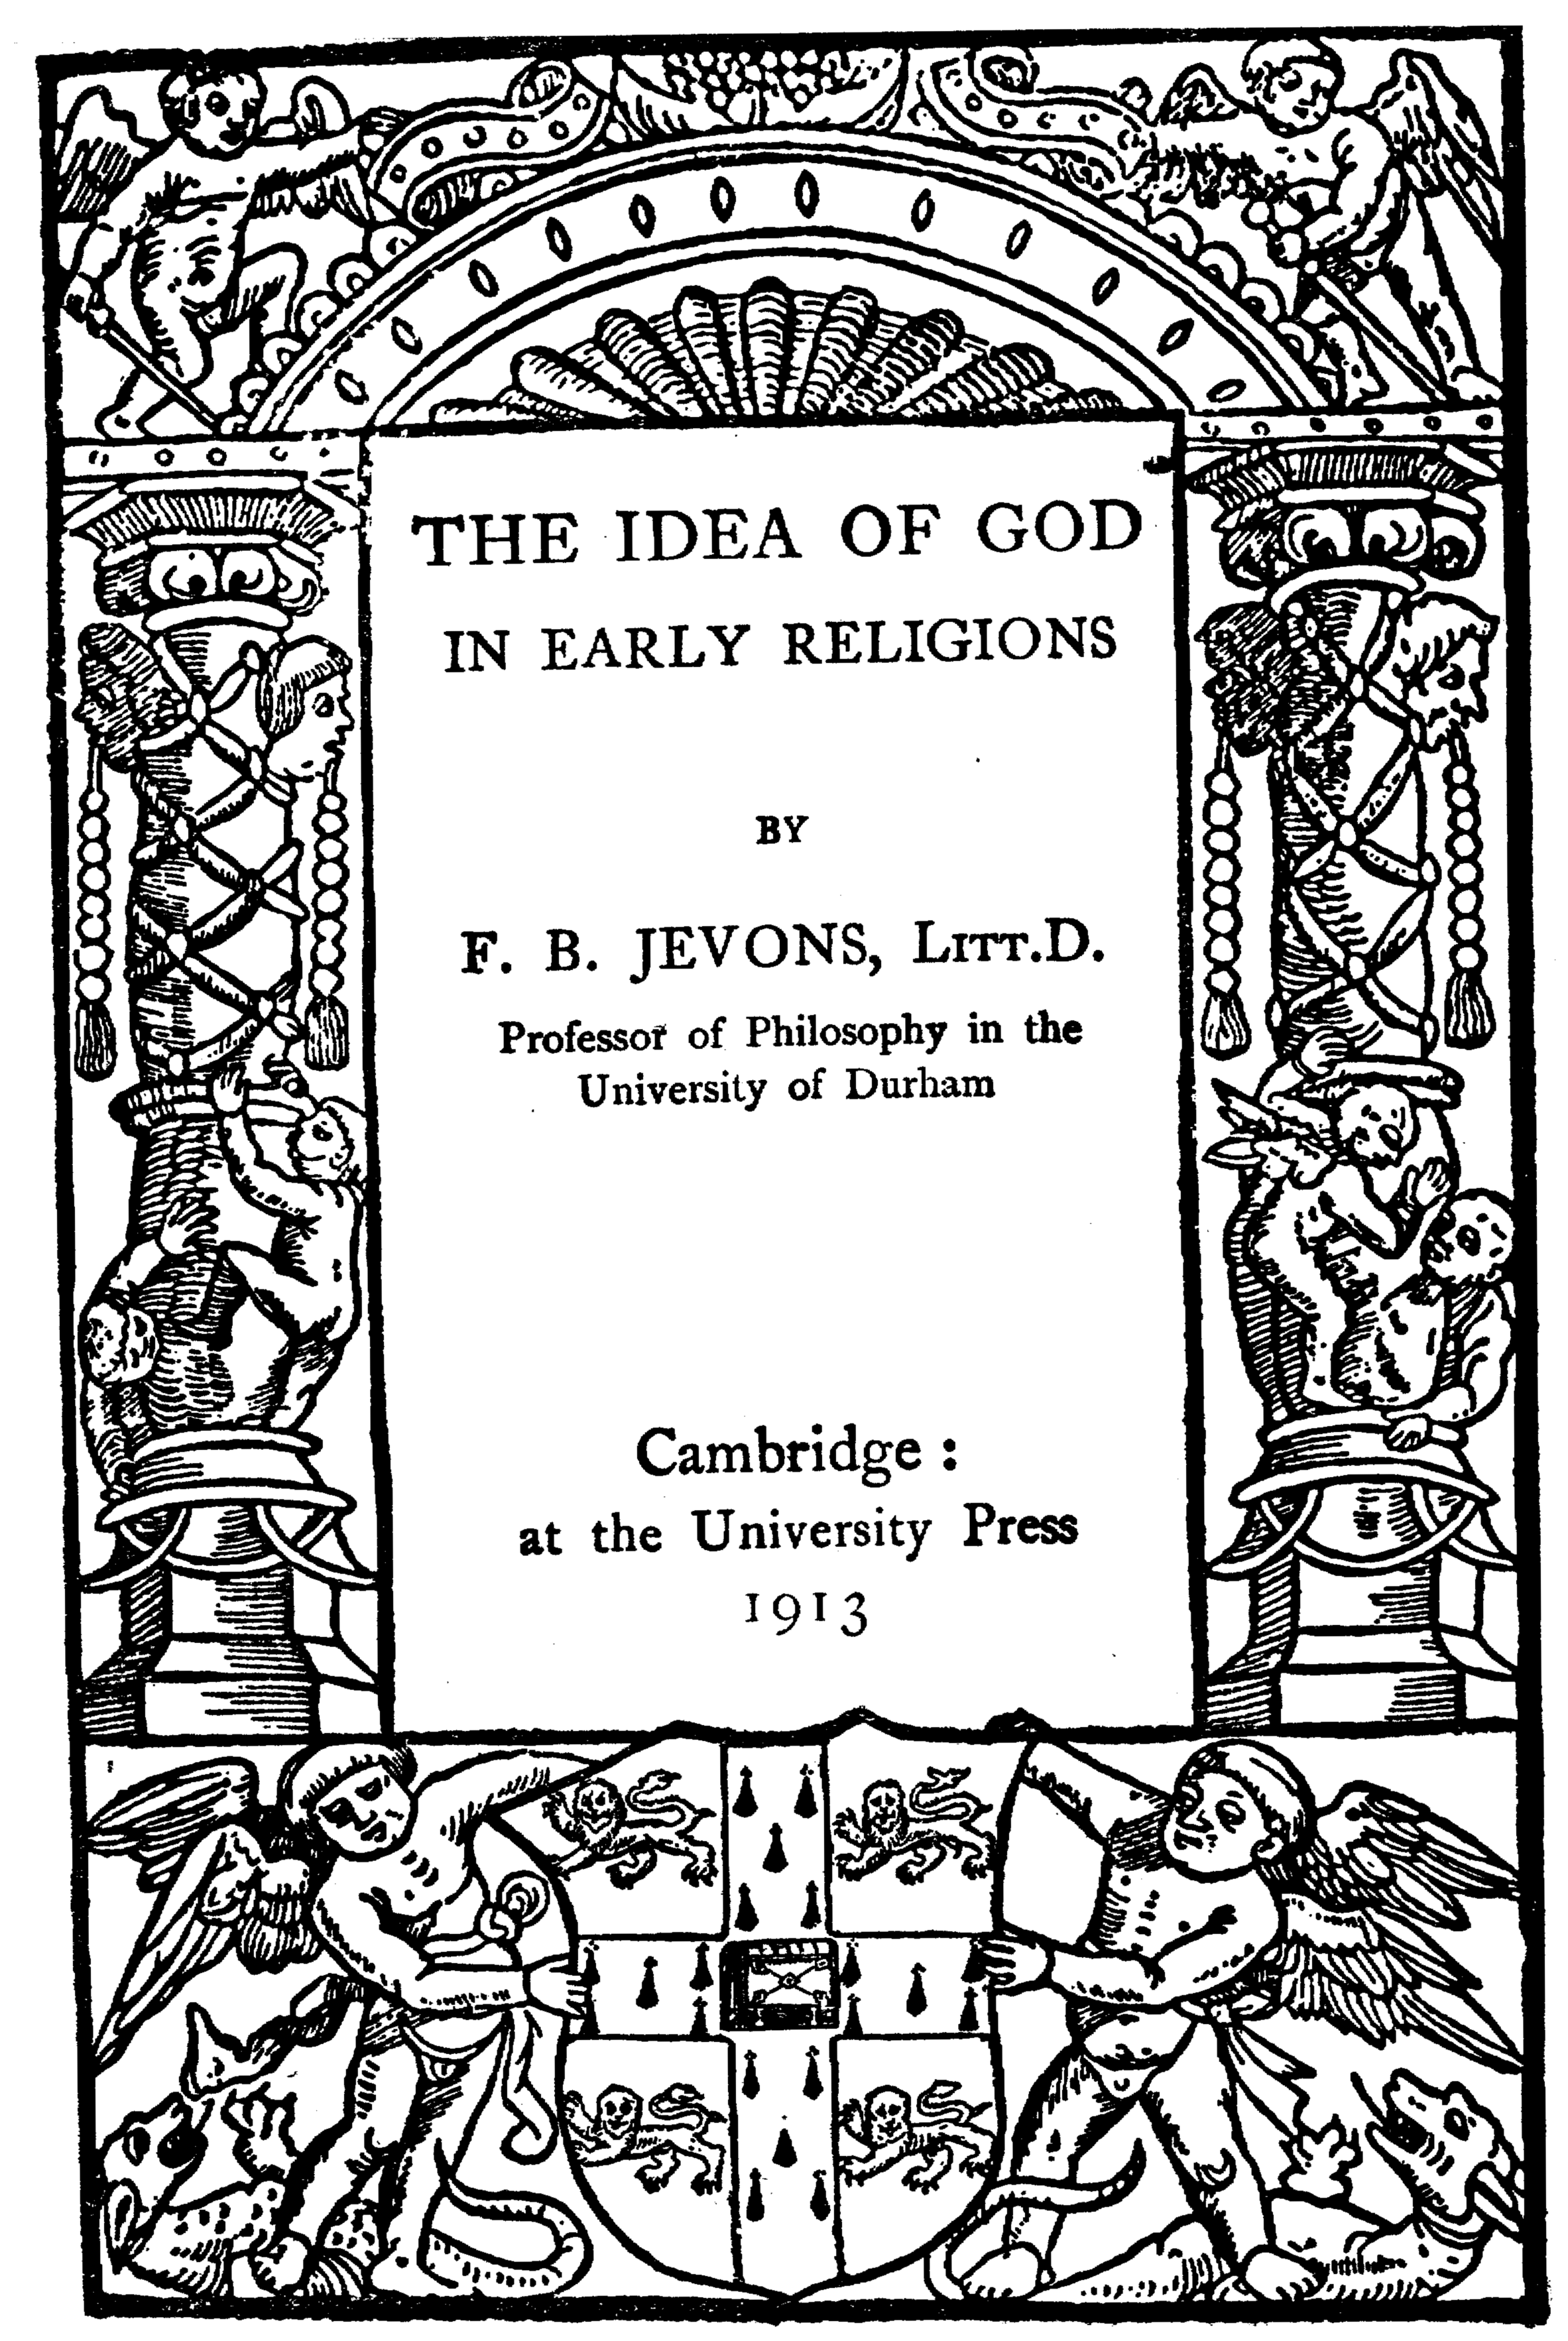 THE IDEA OF GOD
IN EARLY RELIGIONS
BY
F. B. JEVONS, LITT.D.
Professor of Philosophy in the
University of Durham
Cambridge :
at the University Press
1913